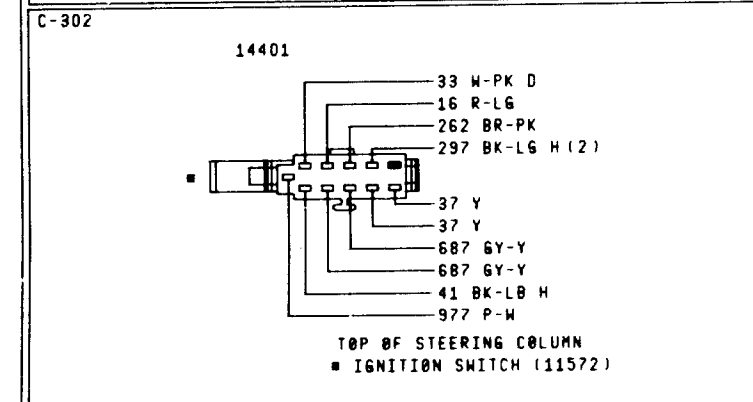 C-302
14401
33 W-PK D
16 R-LG
262 BR-PK
297 BK-LG H(2)
37 Y
37 Y
687 GY-Y
687 GY-Y
41 BK-LB H
977 P-W
TOP OF STEERING COLUMN
■ IGNITION SWITCH (11572)